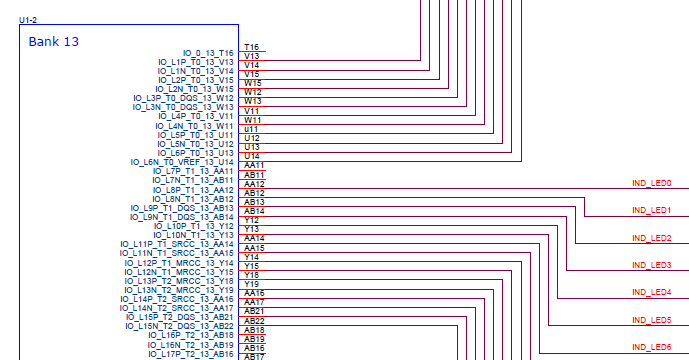 U1-2
Bank 13
IO_0_13_T16 T16
IO_L1P_T0_13_V13 V13
IO_L1N_T0_13_V14 V14
IO_L2P_T0_13_V15 V15
IO_L2N_T0_13_W15 W15
IO_L3P_T0_DQS_13_W12 W12
IO_L3N_T0_DQS_13_W13 W13
IO_L4P_T0_13_V11 V11
IO_L4N_T0_13_W11 W11
IO_L5P_T0_13_U11 u11
IO_L5N_T0_13_U12 U12
IO_L6P_T0_13_U13 U13
IO_L6N_T0_VREF_13_U14 U14
IO_L7P_T1_13_AA11 AA11
IO_L7N_T1_13_AB11 AB11
IO_L8P_T1_13_AA12 AA12 IND_LED0
IO_L8N_T1_13_AB12 AB12
IO_L9P_T1_DQS_13_AB13 AB13 IND_LED1
IO_L9N_T1_DQS_13_AB14 AB14
IO_L10P_T1_13_Y12 Y12
IO_L10N_T1_13_Y13 Y13 IND_LED2
IO_L11P_T1_SRCC_13_AA14 AA14
IO_L11N_T1_SRCC_13_AA15 AA15
IO_L12P_T1_MRCC_13_Y14 Y14 IND_LED3
IO_L12N_T1_MRCC_13_Y15 Y15
IO_L13P_T2_MRCC_13_Y18 Y18
IO_L13N_T2_MRCC_13_Y19 Y19 IND_LED4
IO_L14P_T2_SRCC_13_AA16 AA16
IO_L14N_T2_SRCC_13_AA17 AA17
IO_L15P_T2_DQS_13_AB21 AB21 IND_LED5
IO_L15N_T2_DQS_13_AB22 AB22
IO_L16P_T2_13_AB18 AB18
IO_L16N_T2_13_AB19 AB19 IND_LED6
IO_L17P_T2_13_AB16 AB16
AB17